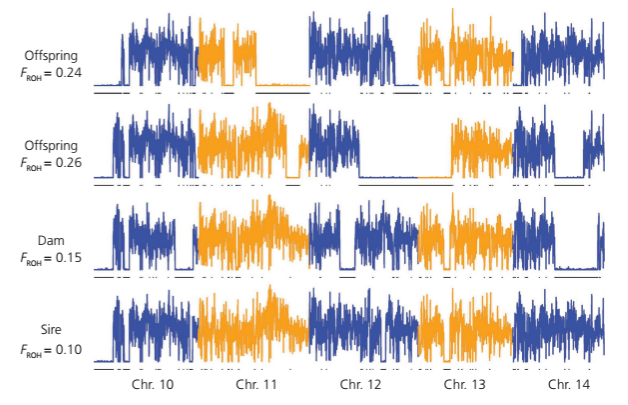 Offspring
FROH = 0.24
Offspring
FROH = 0.26
Dam
FROH = 0.15
Sire
FROH = 0.10
Chr. 10 Chr. 11 Chr. 12 Chr. 13 Chr. 14